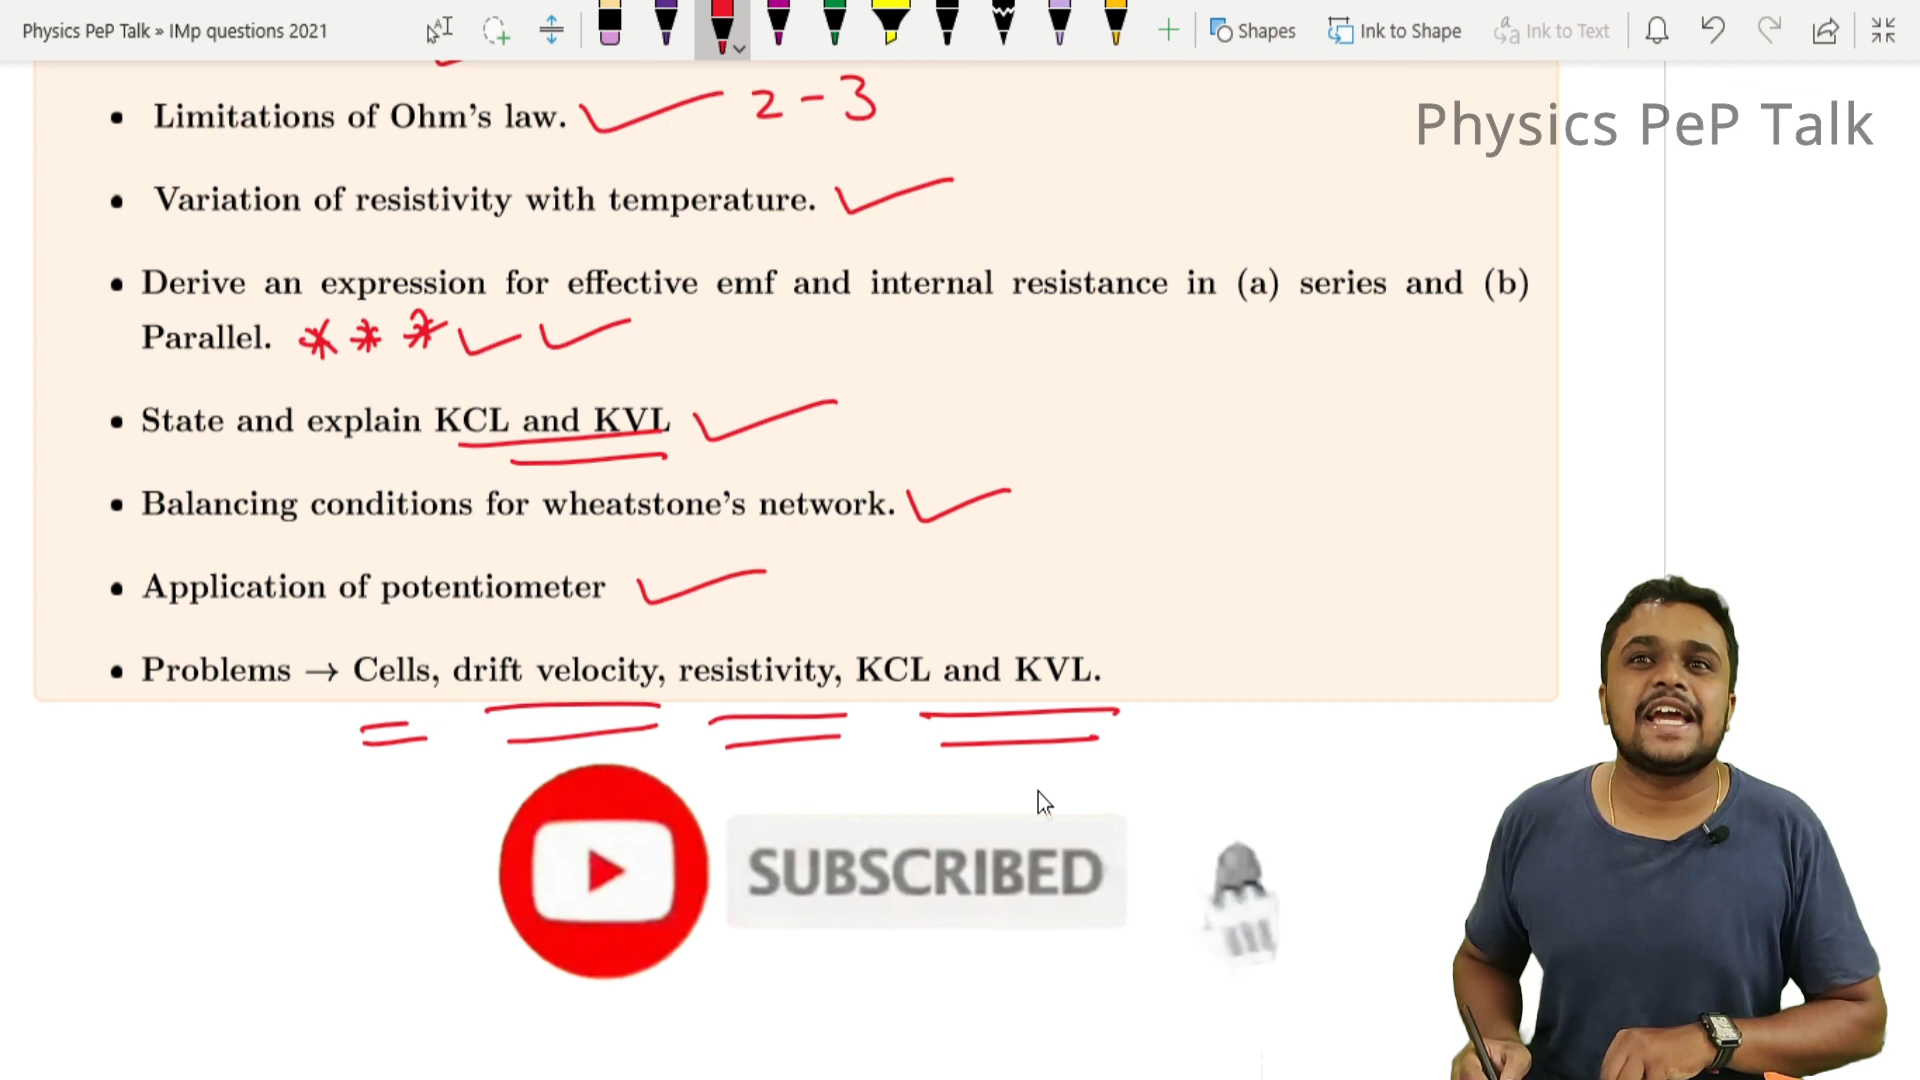 Physics PeP Talk » IMp questions 2021
Shapes
Ink to Shape
Ink to Text
• Limitations of Ohm's law. 2-3
Physics PeP Talk
• Variation of resistivity with temperature.
• Derive an expression for effective emf and internal resistance in (a) series and (b)
Parallel. ***
• State and explain KCL and KVL
• Balancing conditions for wheatstone's network.
• Application of potentiometer
• Problems → Cells, drift velocity, resistivity, KCL and KVL.
SUBSCRIBED